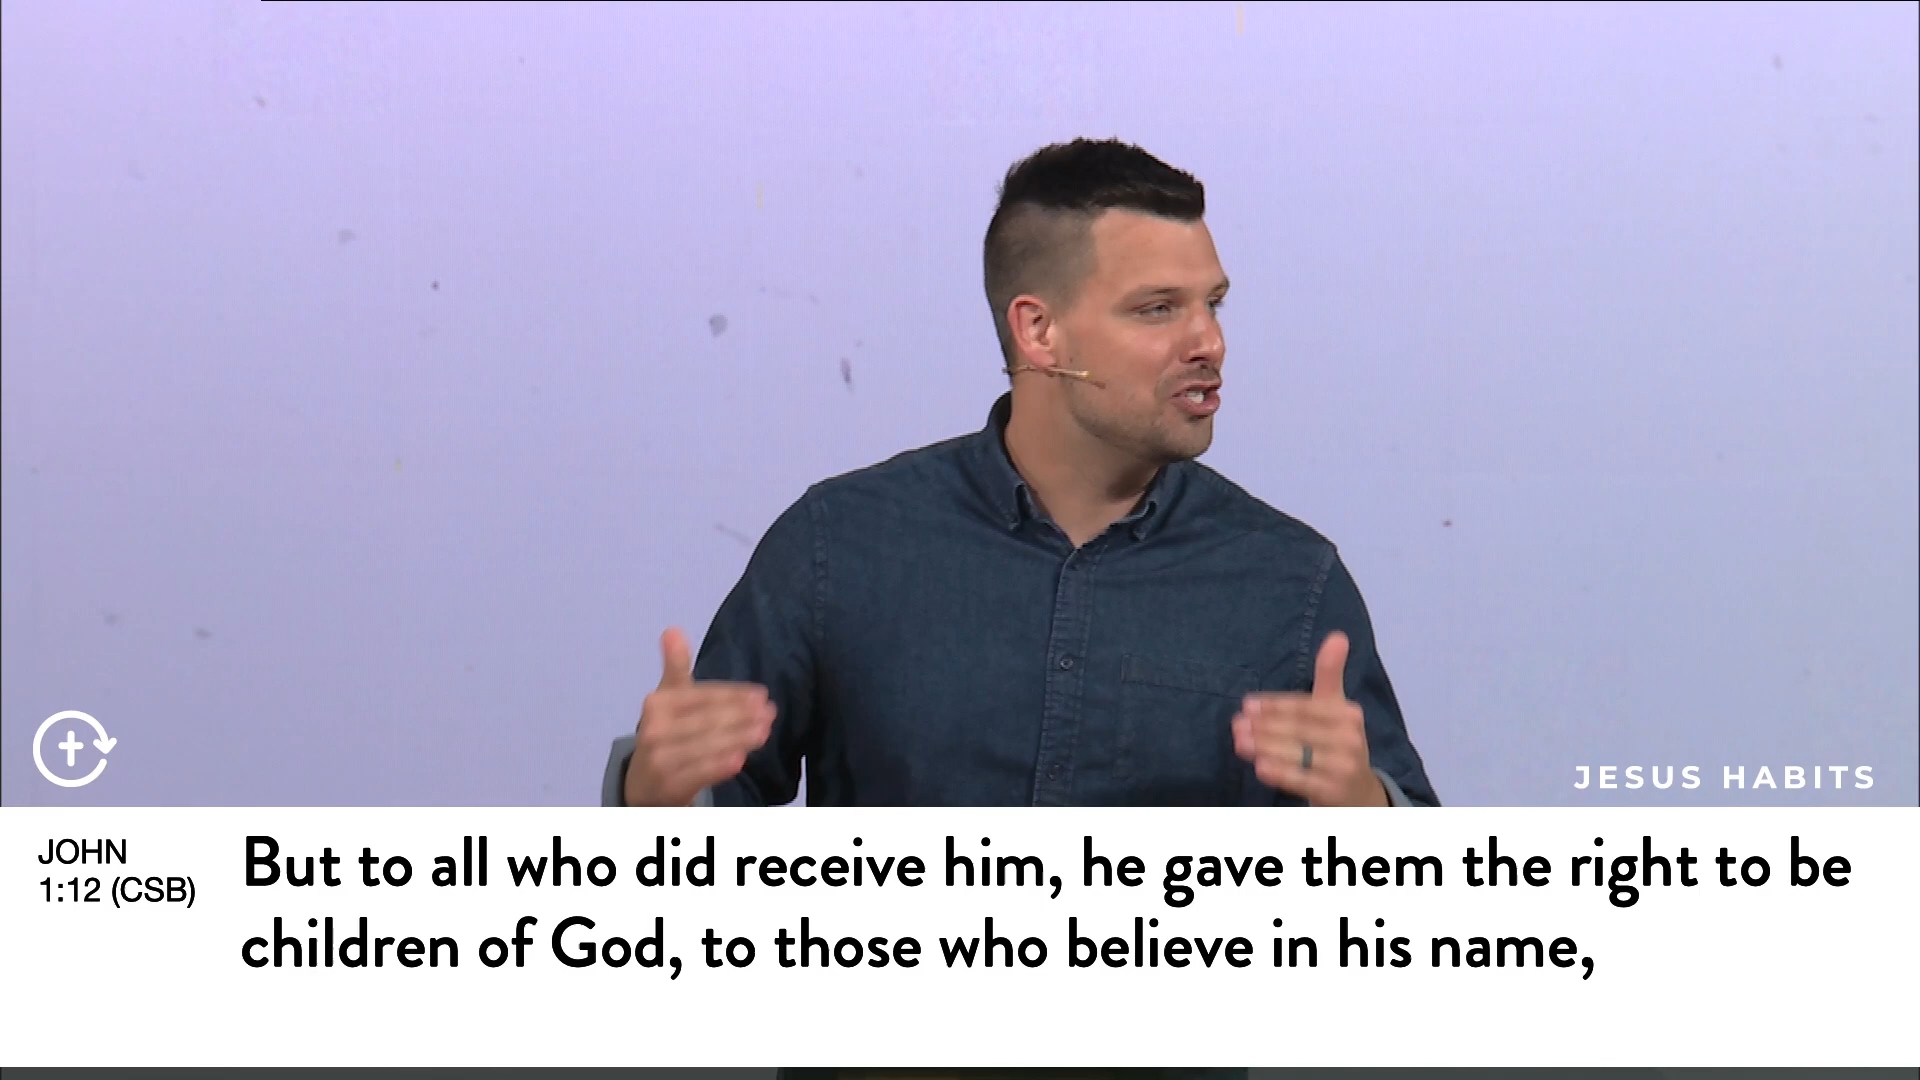 JESUS HABITS
JOHN
1:12 (CSB)
But to all who did receive him, he gave them the right to be
children of God, to those who believe in his name,